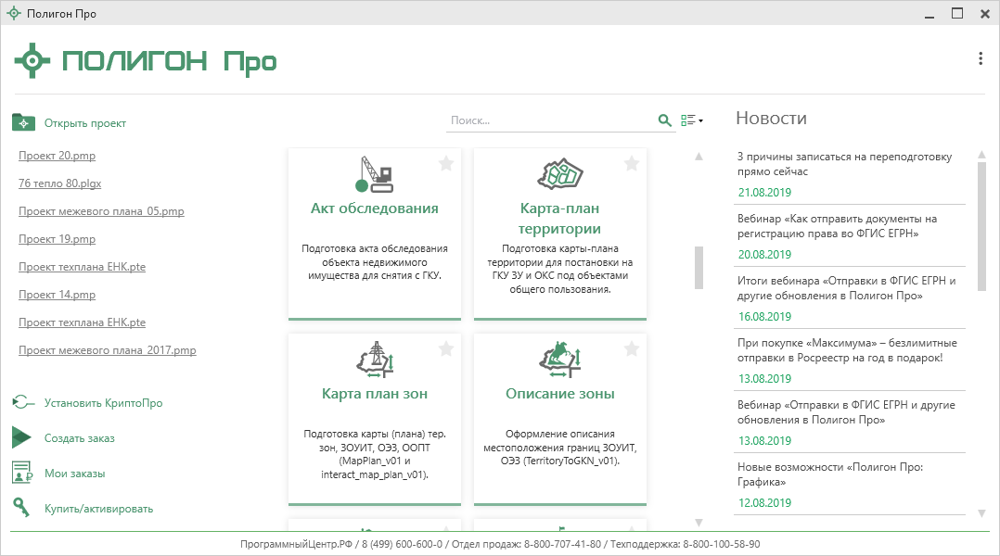 Полигон Про
ПОЛИГОН Про
Открыть проект
Проект 20.pmp
76 тепло 80.plgx
Проект межевого плана_05.pmp
Проект 19.pmp
Проект техплана ЕНК.pte
Проект 14.pmp
Проект техплана ЕНК.pte
Проект межевого плана_2017.pmp
Установить КриптоПро
Создать заказ
Мои заказы
Купить/активировать
Поиск...
Акт обследования
Подготовка акта обследования
объекта недвижимого
имущества для снятия с ГКУ.
Карта-план
территории
Подготовка карты-плана
территории для постановки на
ГКУ ЗУ и ОКС под объектами
общего пользования.
Карта план зон
Подготовка карты (плана) тер.
зон, ЗОУИТ, ОЭЗ, ООПТ
(MapPlan_v01 и
interact_map_plan_v01).
Описание зоны
Оформление описания
местоположения границ ЗОУИТ,
ОЭЗ (TerritoryToGKN_v01).
Новости
3 причины записаться на переподготовку
прямо сейчас
21.08.2019
Вебинар «Как отправить документы на
регистрацию права во ФГИС ЕГРН»
20.08.2019
Итоги вебинара «Отправки в ФГИС ЕГРН и
другие обновления в Полигон Про»
16.08.2019
При покупке «Максимума» – безлимитные
отправки в Росреестр на год в подарок!
13.08.2019
Вебинар «Отправки в ФГИС ЕГРН и другие
обновления в Полигон Про»
13.08.2019
Новые возможности «Полигон Про:
Графика»
12.08.2019
ПрограммныйЦентр.РФ / 8 (499) 600-600-0 / Отдел продаж: 8-800-707-41-80 / Техподдержка: 8-800-100-58-90